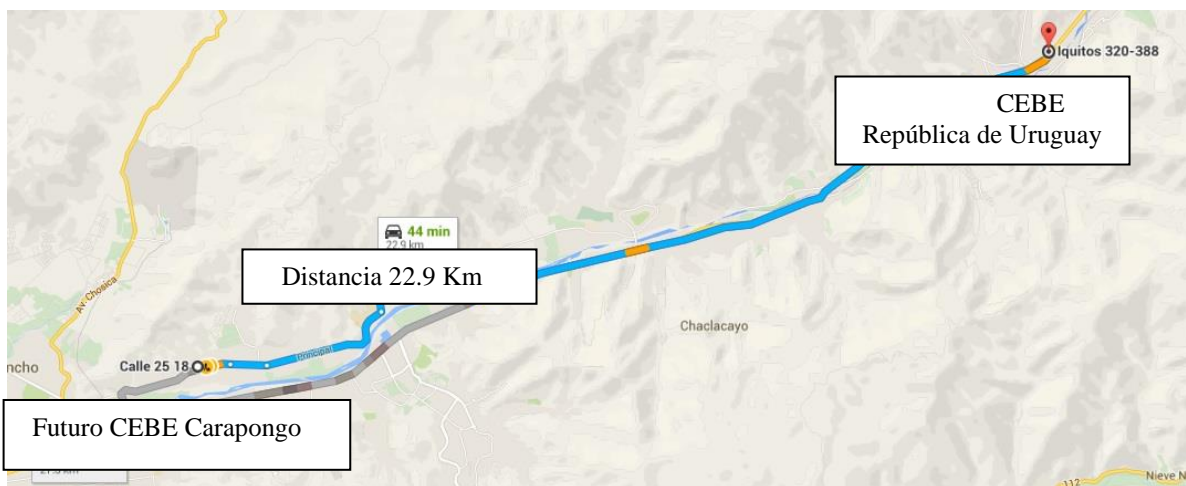 Iquitos 320-388
CEBE
República de Uruguay
44 min
22.9 km
Distancia 22.9 Km
Av. Chosica
Chaclacayo
Principal
Calle 25 18
ncho
Futuro CEBE Carapongo
112
Nieve N